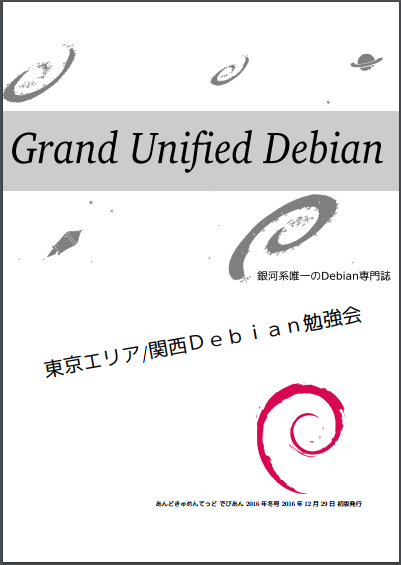 Grand Unified Debian
銀河系唯一のDebian専門誌
東京エリア/関西Ｄｅｂｉａｎ勉強会
あんどきゅめんてっど でびあん 2016 年冬号 2016 年 12 月 29 日 初版発行